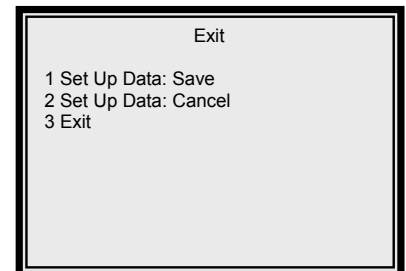 Exit
1 Set Up Data: Save
2 Set Up Data: Cancel
3 Exit